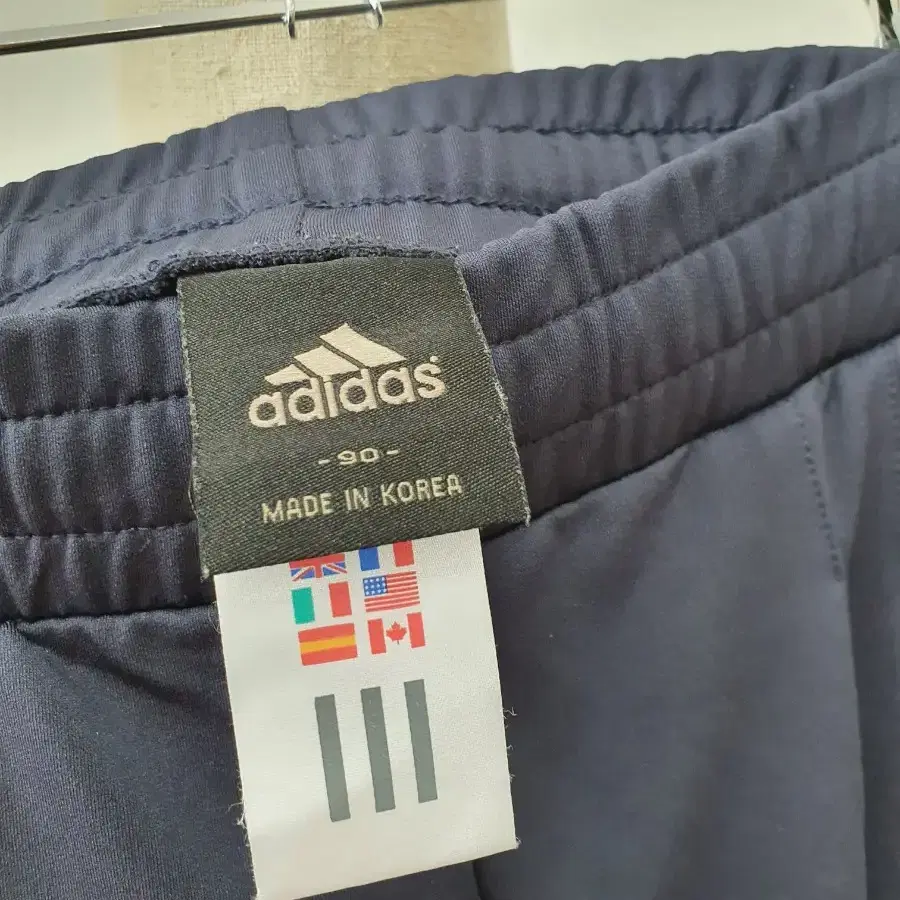 adidas
- 90 -
MADE IN KOREA